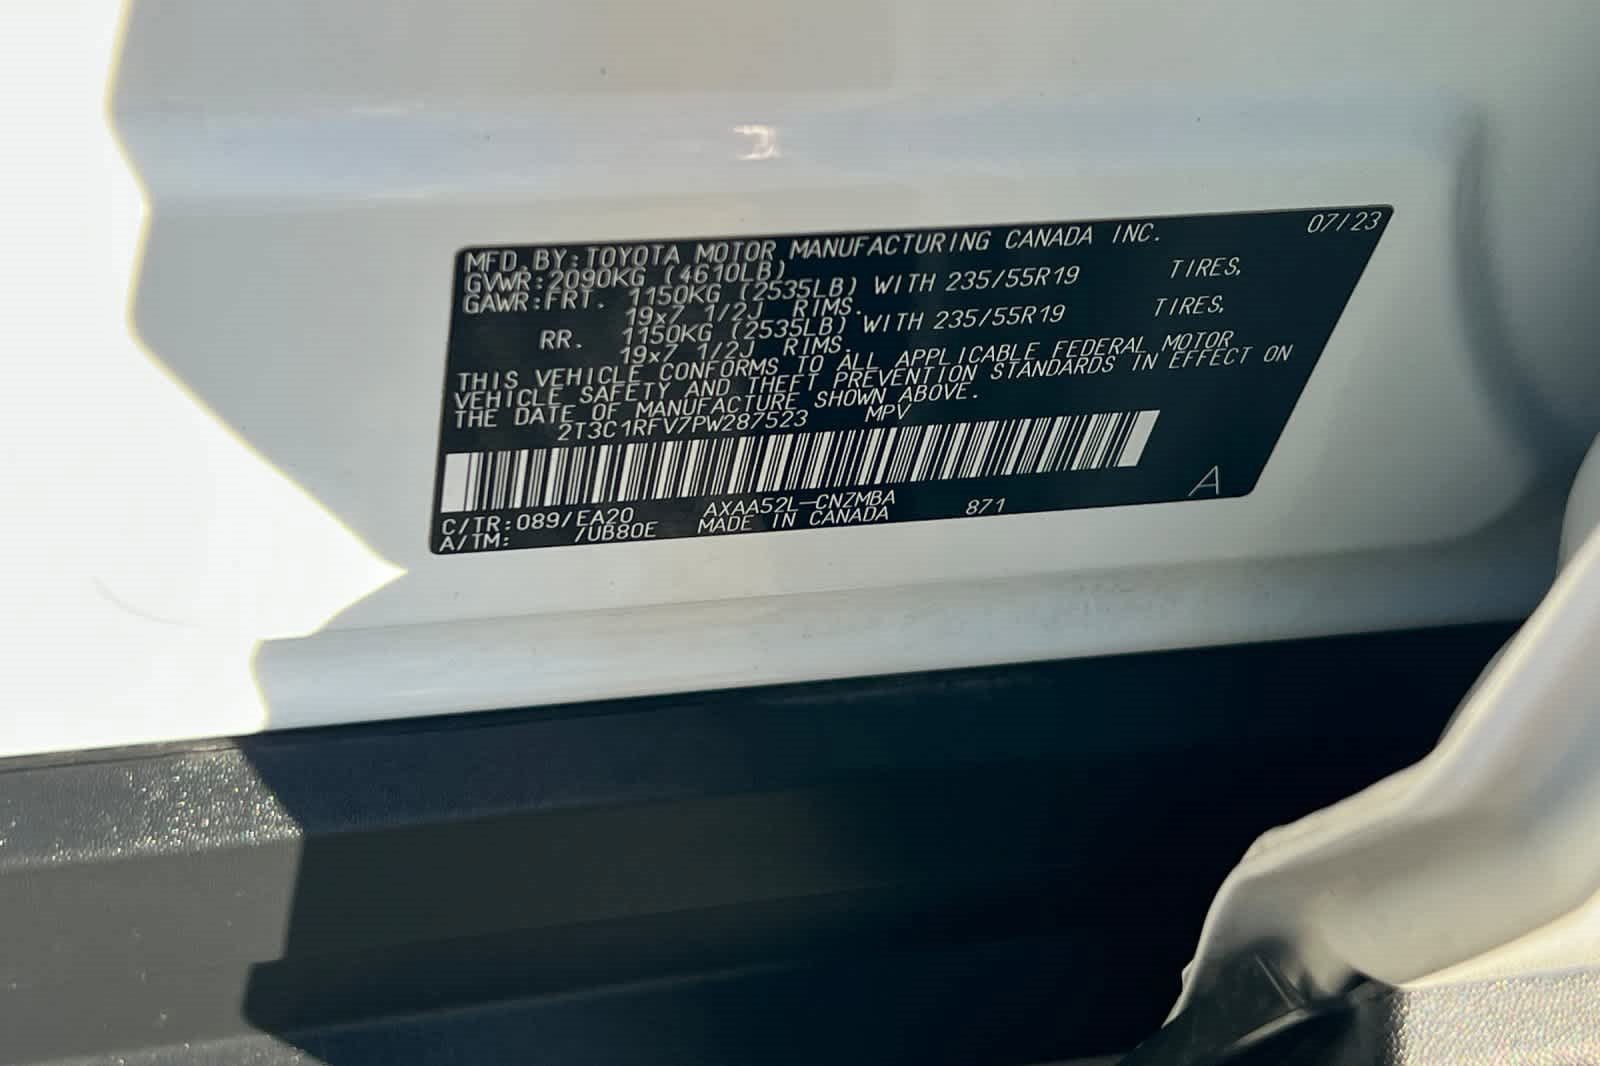 MFD.BY:TOYOTA MOTOR MANUFACTURING CANADA INC. 07/23
GVWR:2090KG (4610LB)
GAWR:FRT. 1150KG (2535LB) WITH 235/55R19 TIRES,
19x7 1/2J RIMS.
RR. 1150KG (2535LB) WITH 235/55R19 TIRES,
19x7 1/2J RIMS.
THIS VEHICLE CONFORMS TO ALL APPLICABLE FEDERAL MOTOR
VEHICLE SAFETY AND THEFT PREVENTION STANDARDS IN EFFECT ON
THE DATE OF MANUFACTURE SHOWN ABOVE.
2T3C1RFV7PW287523 MPV
C/TR:089/EA20 AXAA52L-CNZMBA 871 A
A/TM: /UB80E MADE IN CANADA